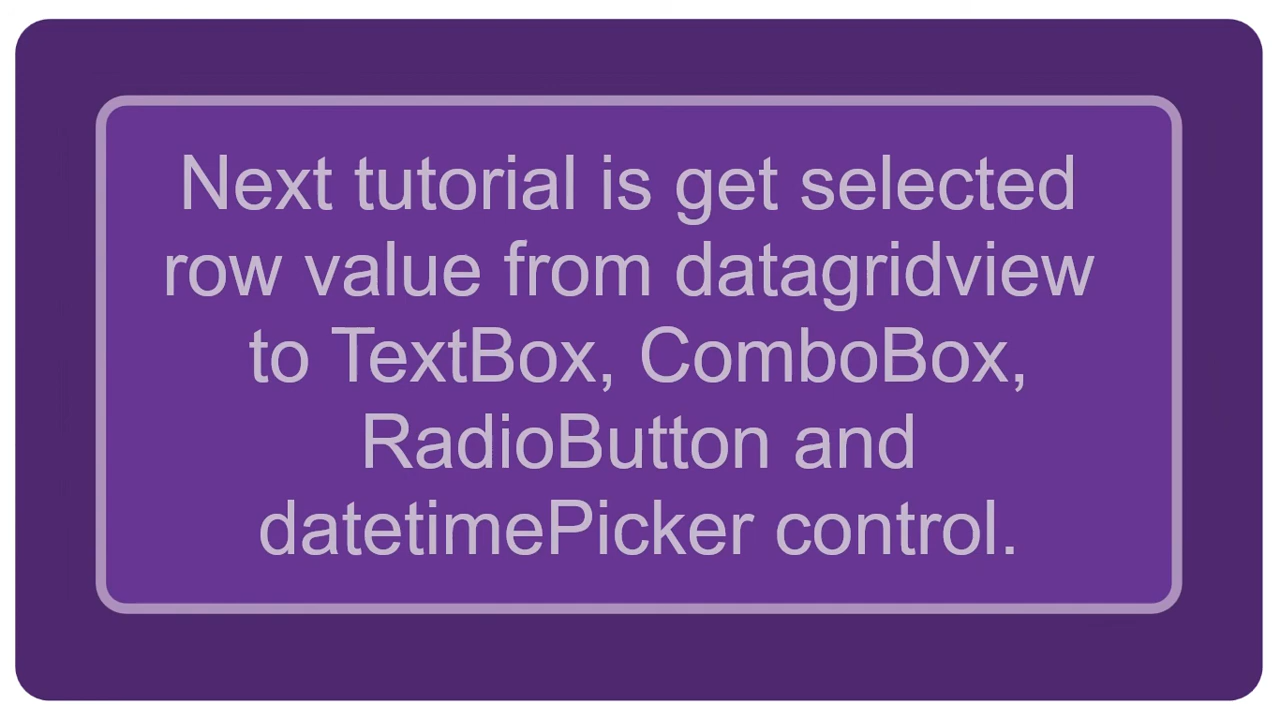 Next tutorial is get selected
row value from datagridview
to TextBox, ComboBox,
RadioButton and
datetimePicker control.